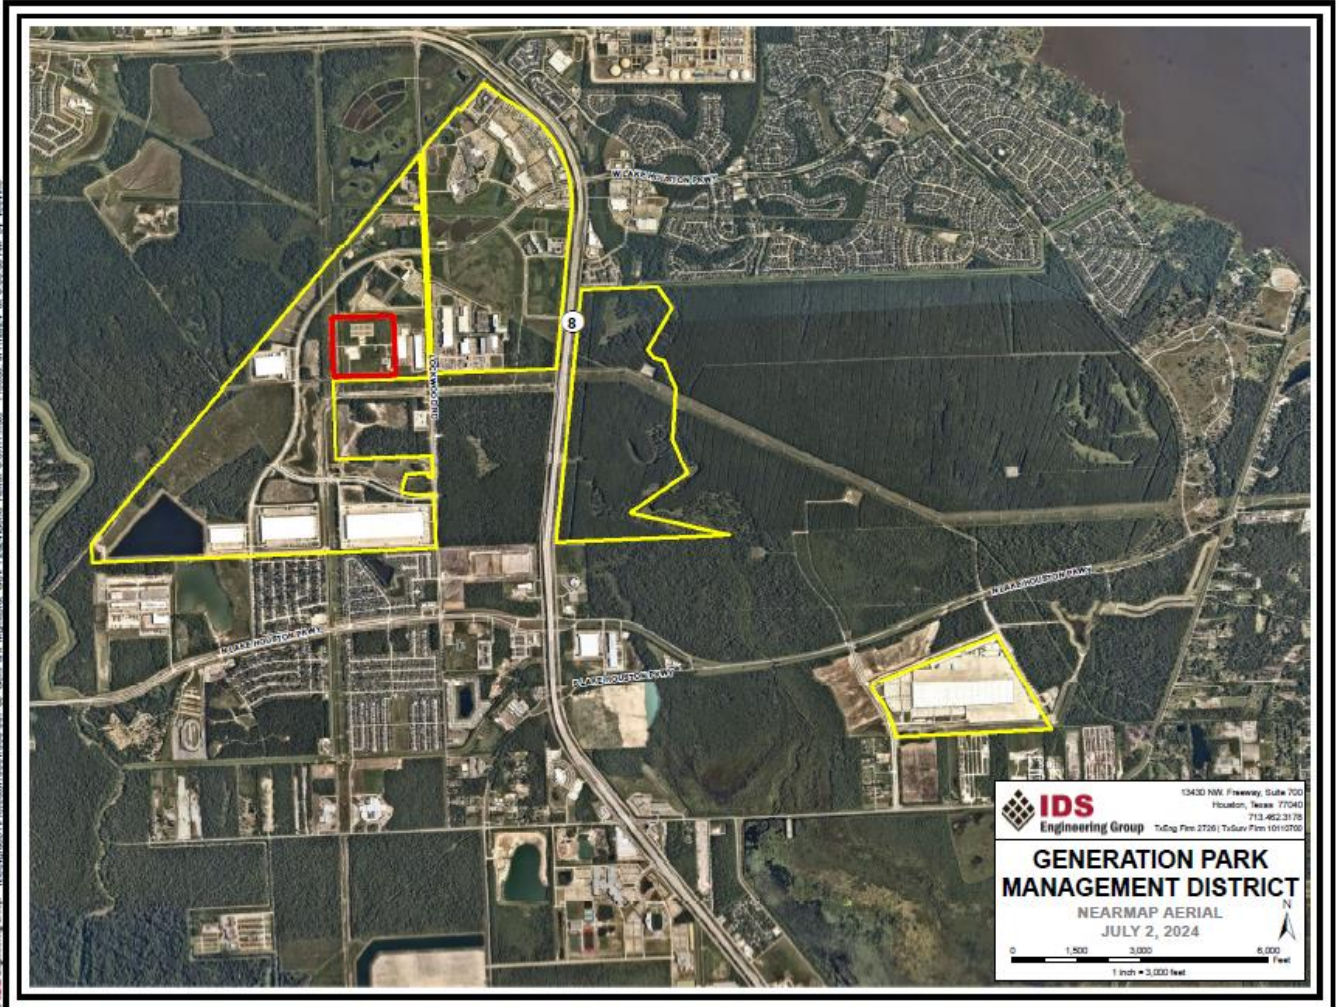 W LAKE HOUSTON PKWY
8
LOCKWOOD RD
N LAKE HOUSTON PKWY
N LAKE HOUSTON PKWY
E LAKE HOUSTON PKWY
IDS
Engineering Group
13430 NW. Freeway, Suite 700
Houston, Texas 77040
713.462.3178
TxEng Firm 2726 | TxSurv Firm 10110700
GENERATION PARK
MANAGEMENT DISTRICT
NEARMAP AERIAL
JULY 2, 2024
N
0 1,500 3,000 6,000
Feet
1 inch = 3,000 feet